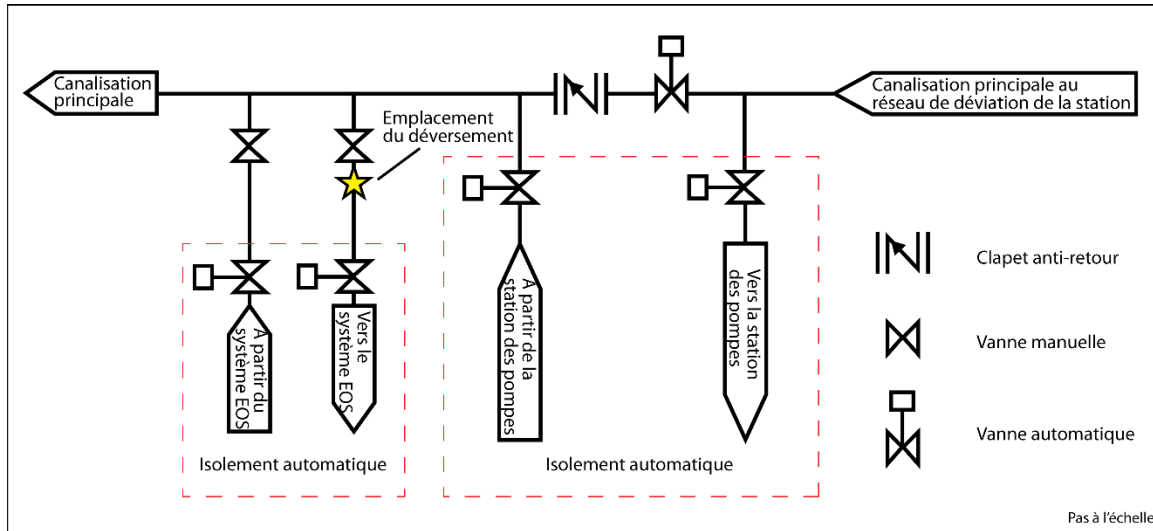 Canalisation
principale
Emplacement
du déversement
Canalisation principale au
réseau de déviation de la station
À partir du
système EOS
Vers le
système EOS
Isolement automatique
À partir de la
station des pompes
Vers la station
des pompes
Isolement automatique
Clapet anti-retour
Vanne manuelle
Vanne automatique
Pas à l'échelle